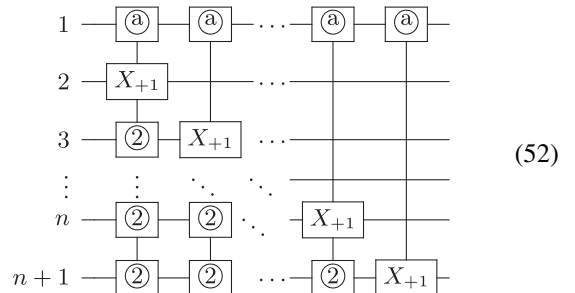 1 ⓐ ⓐ ⋯ ⓐ ⓐ
2 X₊₁ ⋯
3 ② X₊₁ ⋯
⋮ ⋮ ⋮ ⋱ ⋱ (52)
n ② ② ⋱ X₊₁
n + 1 ② ② ⋯ ② X₊₁